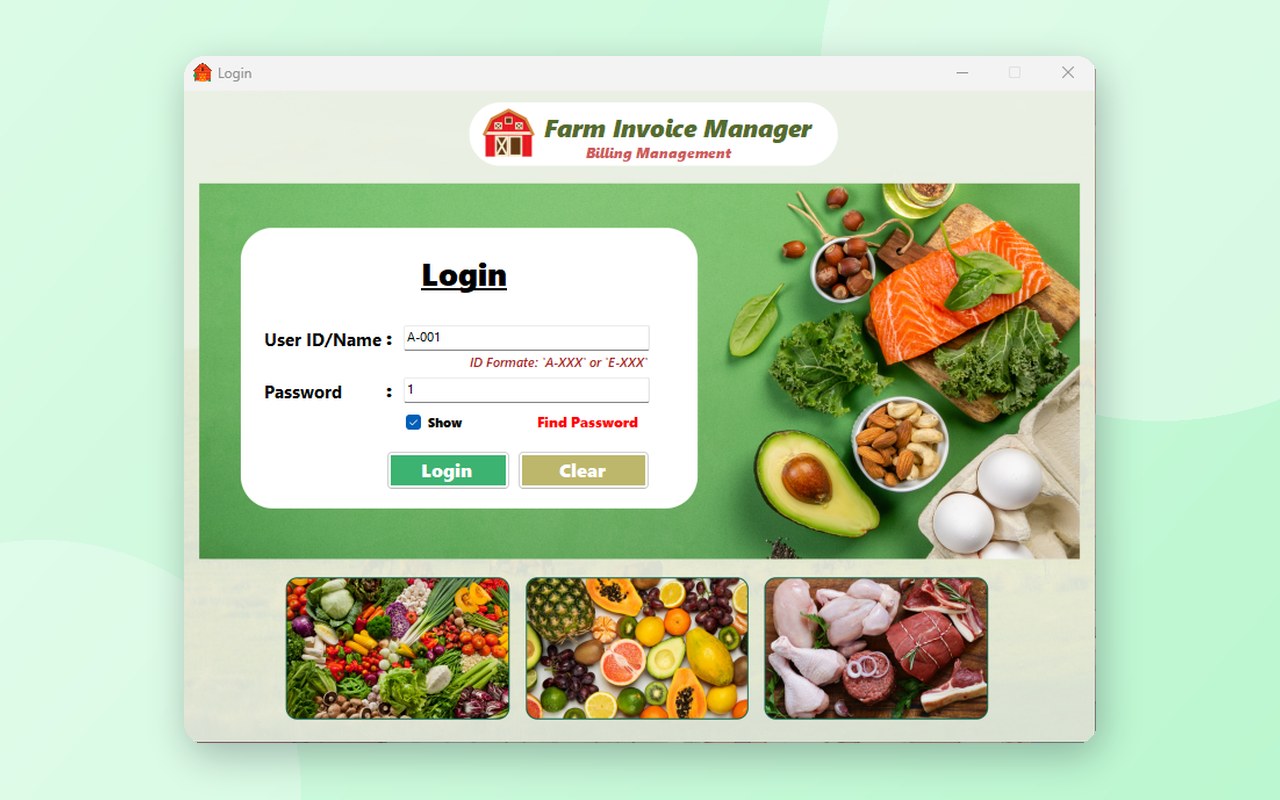 Login
Farm Invoice Manager
Billing Management
Login
User ID/Name : A-001
ID Formate: `A-XXX` or `E-XXX`
Password : 1
Show Find Password
Login Clear